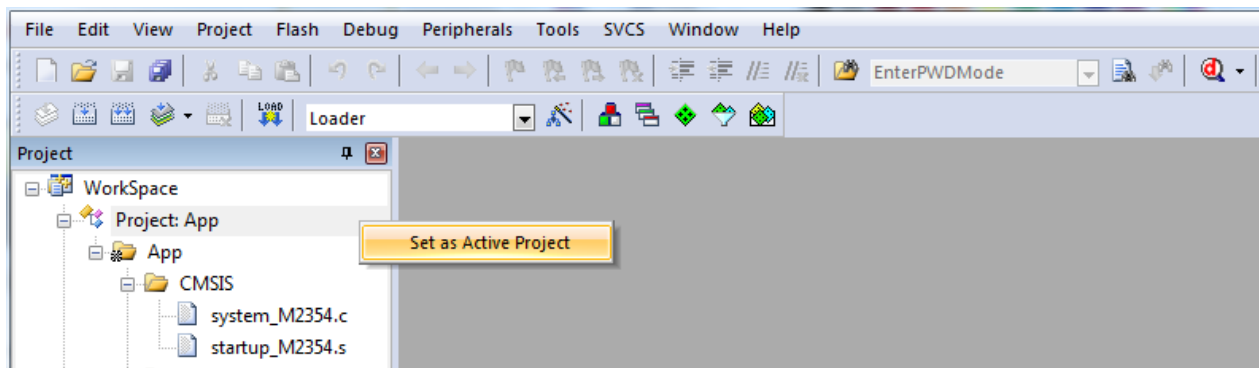 File Edit View Project Flash Debug Peripherals Tools SVCS Window Help
EnterPWDMode
LOAD Loader
Project
WorkSpace
Project: App
Set as Active Project
App
CMSIS
system_M2354.c
startup_M2354.s